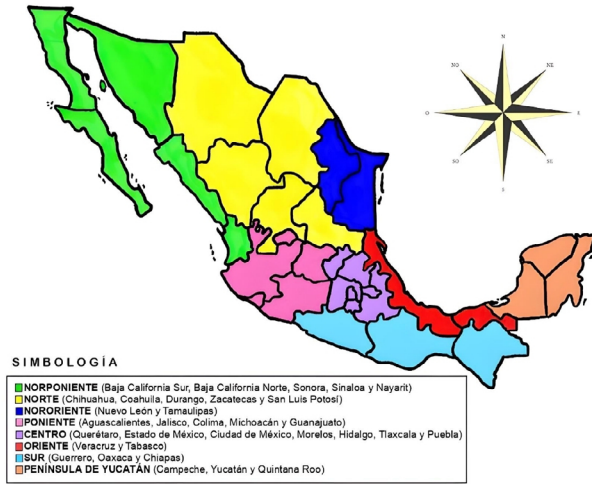 N
NO
NE
O
E
SO
SE
S
SIMBOLOGÍA
NORPONIENTE (Baja California Sur, Baja California Norte, Sonora, Sinaloa y Nayarit)
NORTE (Chihuahua, Coahuila, Durango, Zacatecas y San Luis Potosí)
NORORIENTE (Nuevo León y Tamaulipas)
PONIENTE (Aguascalientes, Jalisco, Colima, Michoacán y Guanajuato)
CENTRO (Querétaro, Estado de México, Ciudad de México, Morelos, Hidalgo, Tlaxcala y Puebla)
ORIENTE (Veracruz y Tabasco)
SUR (Guerrero, Oaxaca y Chiapas)
PENÍNSULA DE YUCATÁN (Campeche, Yucatán y Quintana Roo)